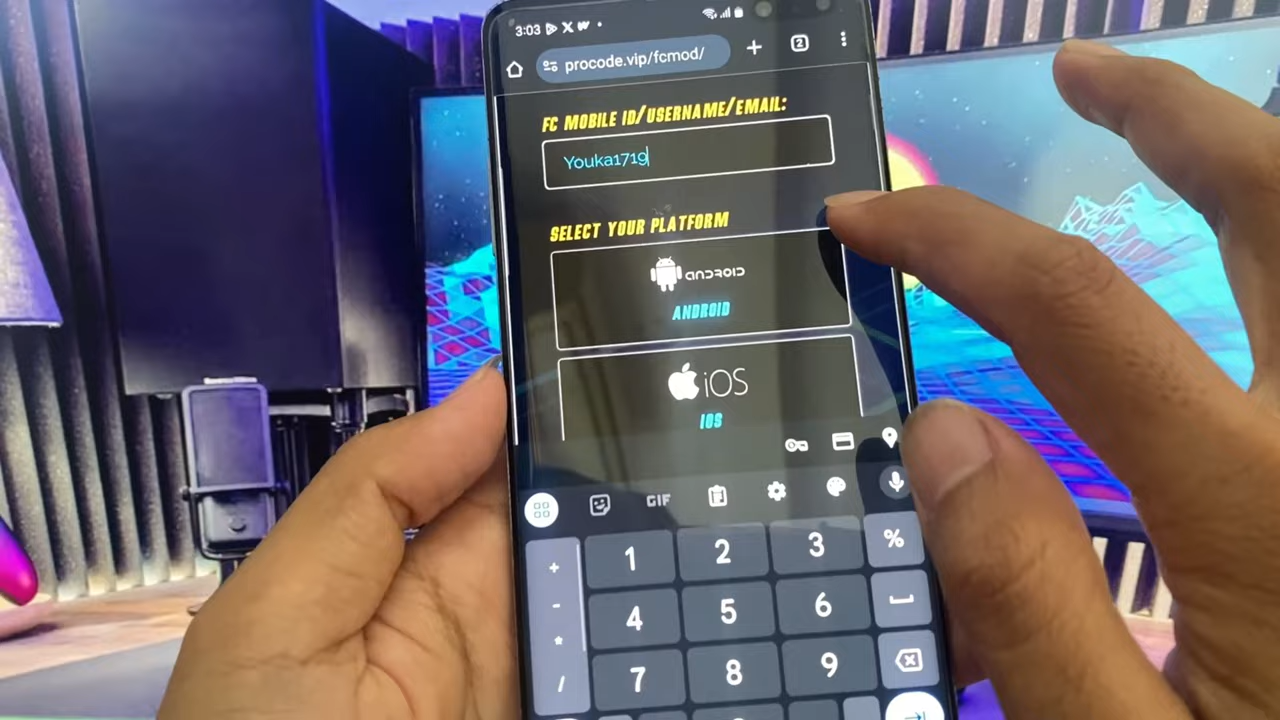 3:03
procode.vip/fcmod/
2
FC MOBILE ID/USERNAME/EMAIL:
Youka1719
SELECT YOUR PLATFORM
ANDROID
ANDROID
iOS
IOS
GIF
+ 1 2 3 %
- 4 5 6
* 7 8 9
/